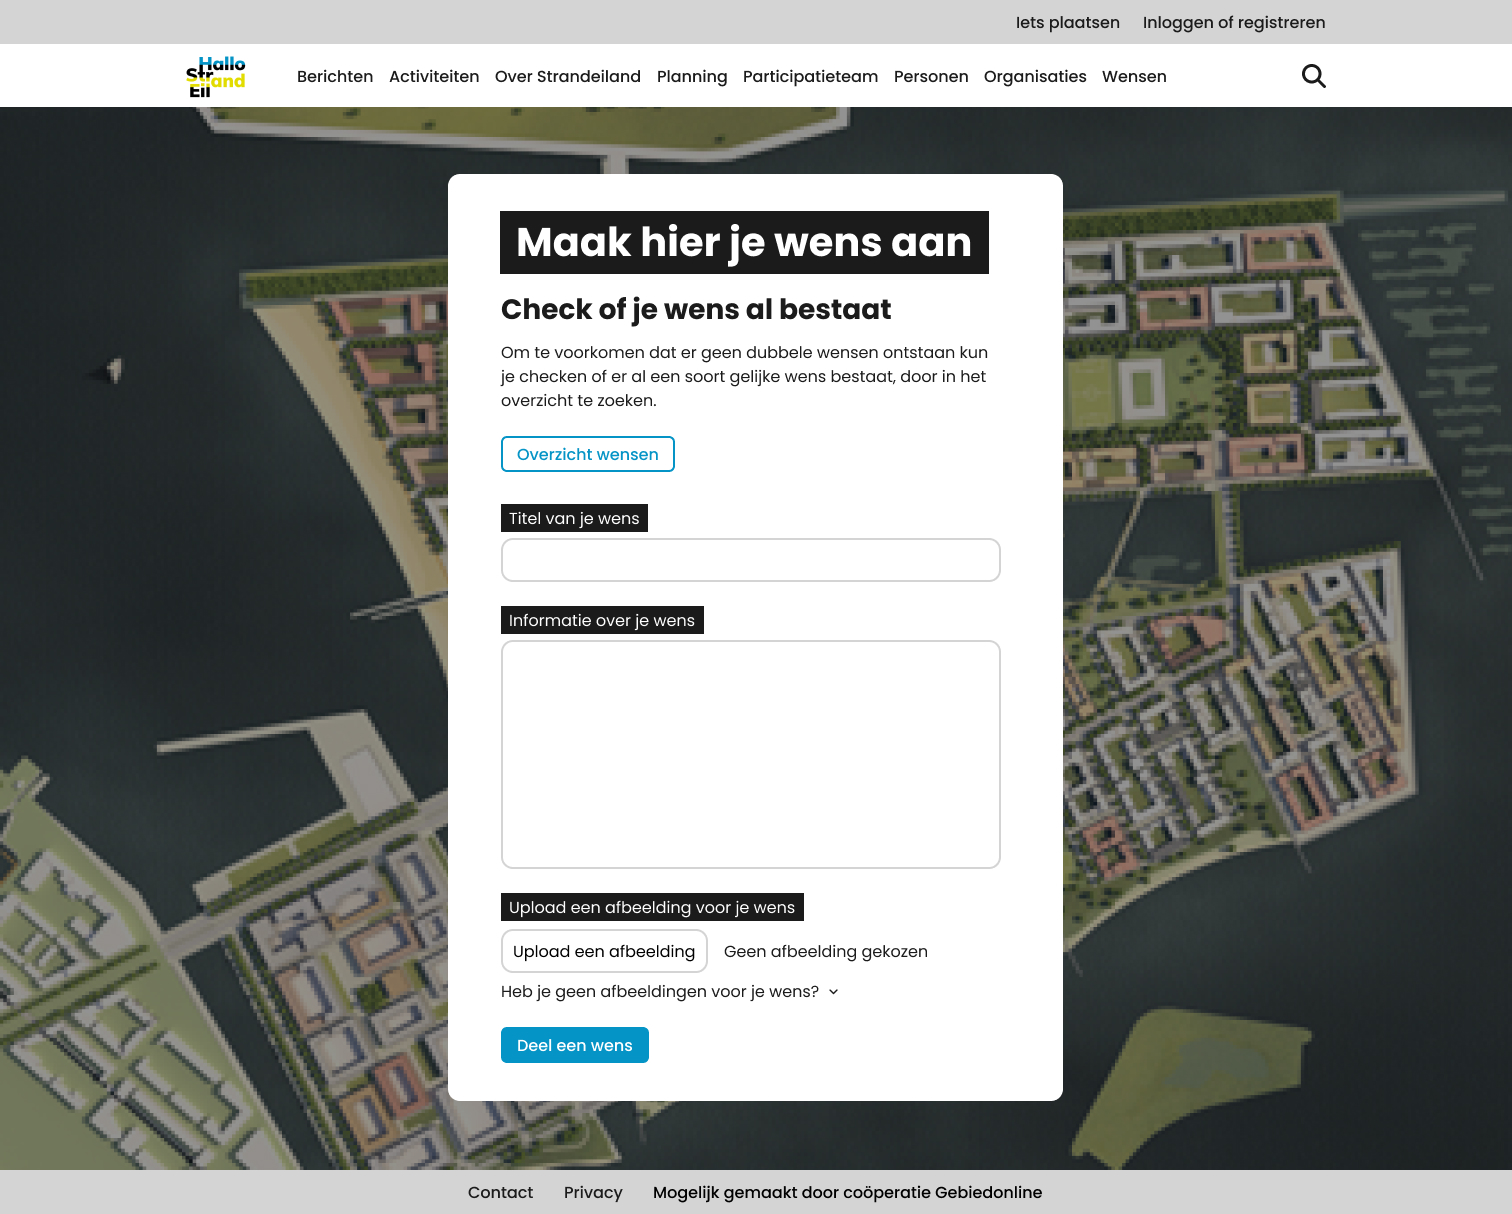 Iets plaatsen Inloggen of registreren
Hallo
Strand
Eil
Berichten Activiteiten Over Strandeiland Planning Participatieteam Personen Organisaties Wensen
Maak hier je wens aan
Check of je wens al bestaat
Om te voorkomen dat er geen dubbele wensen ontstaan kun
je checken of er al een soort gelijke wens bestaat, door in het
overzicht te zoeken.
Overzicht wensen
Titel van je wens
Informatie over je wens
Upload een afbeelding voor je wens
Upload een afbeelding Geen afbeelding gekozen
Heb je geen afbeeldingen voor je wens?
Deel een wens
Contact Privacy Mogelijk gemaakt door coöperatie Gebiedonline